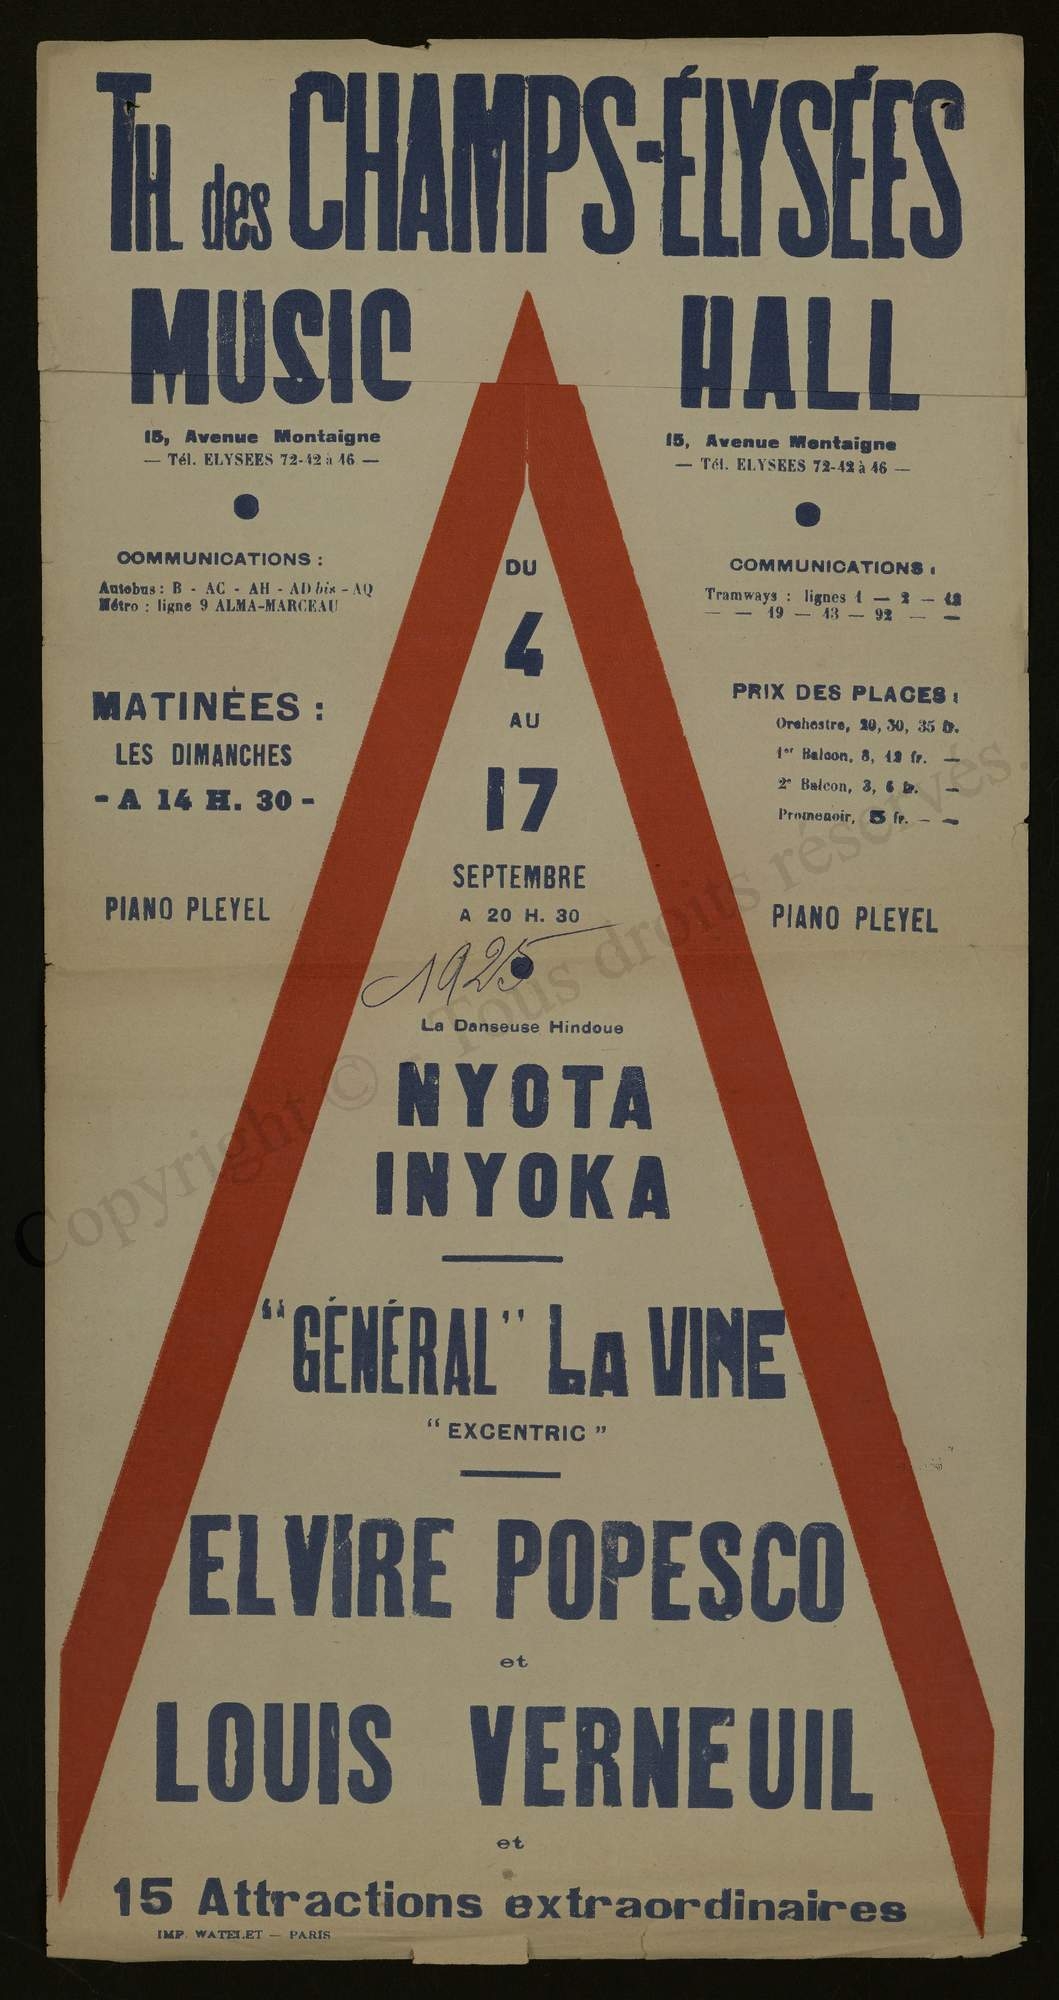 TH. des CHAMPS-ÉLYSÉES
MUSIC HALL
15, Avenue Montaigne
— Tél. ELYSEES 72-42 à 46 —
COMMUNICATIONS :
Autobus : B - AC - AH - AD bis - AQ
Métro : ligne 9 ALMA-MARCEAU
MATINÉES :
LES DIMANCHES
- A 14 H. 30 -
PIANO PLEYEL
15, Avenue Montaigne
— Tél. ELYSEES 72-42 à 46 —
COMMUNICATIONS :
Tramways : lignes 1 — 2 — 12
— — 19 — 43 — 92 — —
PRIX DES PLACES :
Orchestre, 20, 30, 35 fr.
1er Balcon, 8, 12 fr. —
2e Balcon, 3, 6 fr. —
Promenoir, 5 fr. - —
PIANO PLEYEL
DU
4
AU
17
SEPTEMBRE
A 20 H. 30
1925
La Danseuse Hindoue
NYOTA
INYOKA
"GÉNÉRAL" LA VINE
"EXCENTRIC"
ELVIRE POPESCO
et
LOUIS VERNEUIL
et
15 Attractions extraordinaires
IMP. WATELET — PARIS
Copyright © - Tous droits réservés.